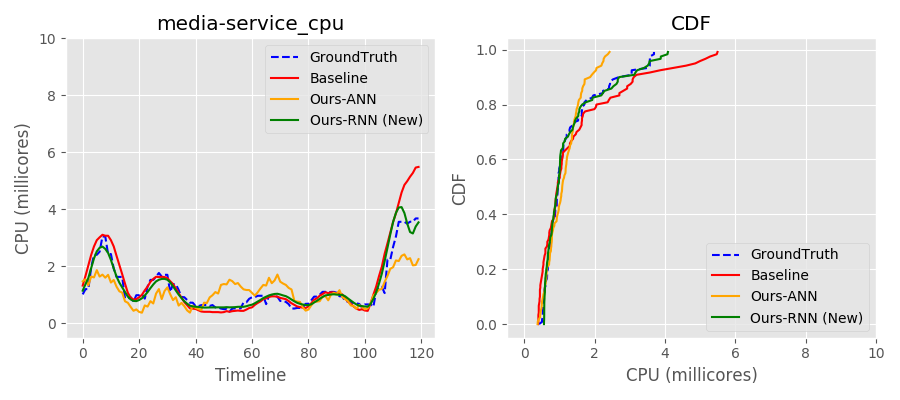 media-service_cpu
CPU (millicores)
10
8
6
4
2
0
0
20
40
60
80
100
120
Timeline
GroundTruth
Baseline
Ours-ANN
Ours-RNN (New)
CDF
CDF
1.0
0.8
0.6
0.4
0.2
0.0
0
2
4
6
8
10
CPU (millicores)
GroundTruth
Baseline
Ours-ANN
Ours-RNN (New)